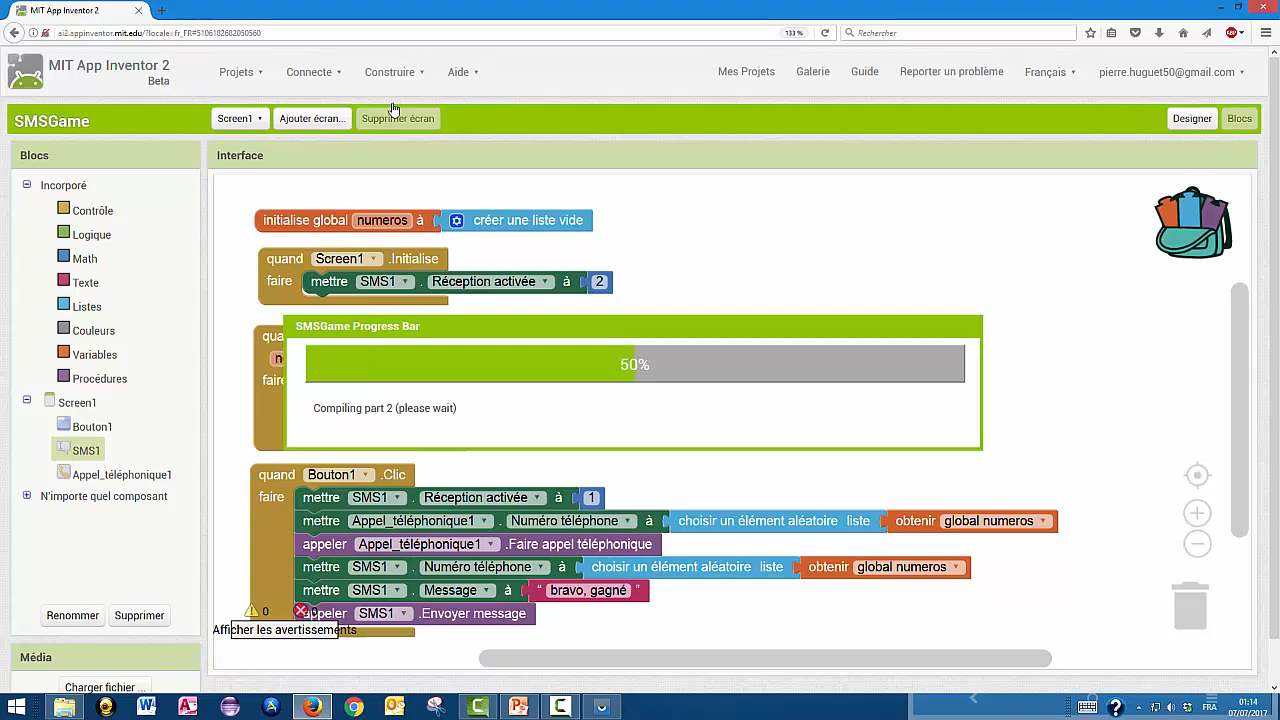 MIT App Inventor 2
ai2.appinventor.mit.edu/?locale=fr_FR#5106182682050560
133 %
Rechercher
MIT App Inventor 2
Beta
Projets
Connecte
Construire
Aide
Mes Projets
Galerie
Guide
Reporter un problème
Français
pierre.huguet50@gmail.com
SMSGame
Screen1
Ajouter écran...
Supprimer écran
Designer
Blocs
Blocs
Interface
Incorporé
Contrôle
Logique
Math
Texte
Listes
Couleurs
Variables
Procédures
Screen1
Bouton1
SMS1
Appel_téléphonique1
N'importe quel composant
Renommer
Supprimer
Média
Charger fichier ...
initialise global numeros à créer une liste vide
quand Screen1 .Initialise
faire mettre SMS1 . Réception activée à 2
SMSGame Progress Bar
50%
Compiling part 2 (please wait)
faire
quand Bouton1 .Clic
faire mettre SMS1 . Réception activée à 1
mettre Appel_téléphonique1 . Numéro téléphone à choisir un élément aléatoire liste obtenir global numeros
appeler Appel_téléphonique1 .Faire appel téléphonique
mettre SMS1 . Numéro téléphone à choisir un élément aléatoire liste obtenir global numeros
mettre SMS1 . Message à “ bravo, gagné ”
appeler SMS1 .Envoyer message
0
Afficher les avertissements
FRA
01:14
07/07/2017